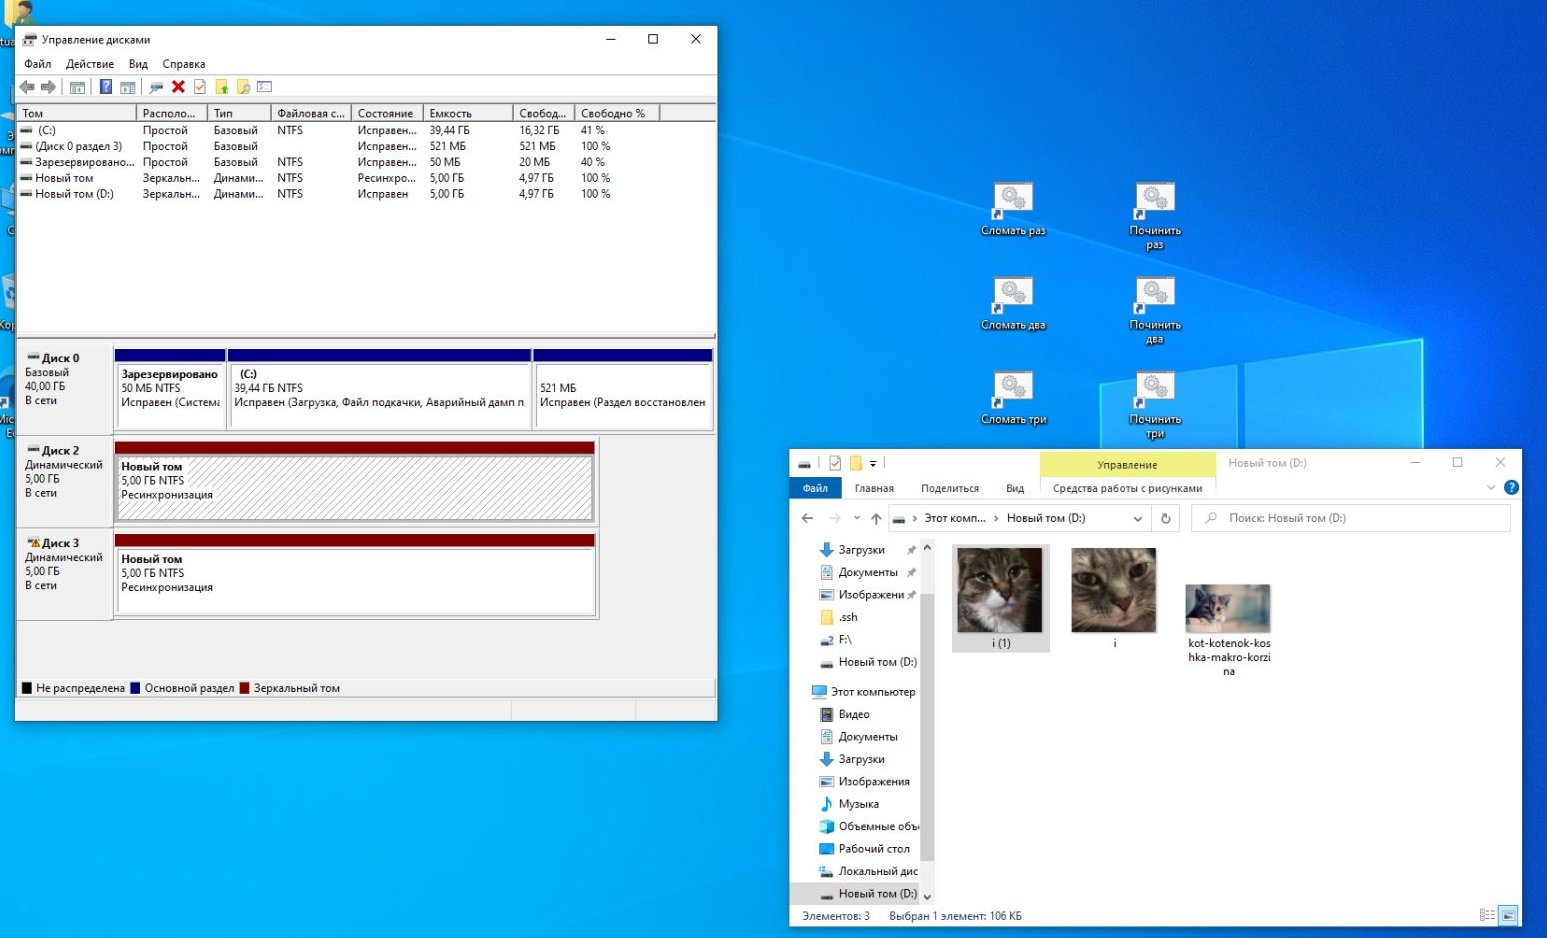 Управление дисками
Файл Действие Вид Справка
Том Располо... Тип Файловая с... Состояние Емкость Свобод... Свободно %
(C:) Простой Базовый NTFS Исправен... 39,44 ГБ 16,32 ГБ 41 %
(Диск 0 раздел 3) Простой Базовый Исправен... 521 МБ 521 МБ 100 %
Зарезервировано... Простой Базовый NTFS Исправен... 50 МБ 20 МБ 40 %
Новый том Зеркальн... Динами... NTFS Ресинхро... 5,00 ГБ 4,97 ГБ 100 %
Новый том (D:) Зеркальн... Динами... NTFS Исправен 5,00 ГБ 4,97 ГБ 100 %
Диск 0
Базовый
40,00 ГБ
В сети
Зарезервировано
50 МБ NTFS
Исправен (Система
(C:)
39,44 ГБ NTFS
Исправен (Загрузка, Файл подкачки, Аварийный дамп п
521 МБ
Исправен (Раздел восстановлен
Диск 2
Динамический
5,00 ГБ
В сети
Новый том
5,00 ГБ NTFS
Ресинхронизация
Диск 3
Динамический
5,00 ГБ
В сети
Новый том
5,00 ГБ NTFS
Ресинхронизация
Не распределена Основной раздел Зеркальный том
Сломать раз
Починить
раз
Сломать два
Починить
два
Сломать три
Починить
три
Управление
Новый том (D:)
Файл Главная Поделиться Вид Средства работы с рисунками
Этот комп... Новый том (D:)
Поиск: Новый том (D:)
Загрузки
Документы
Изображени
.ssh
F:\
Новый том (D:)
Этот компьютер
Видео
Документы
Загрузки
Изображения
Музыка
Объемные объ
Рабочий стол
Локальный дис
Новый том (D:)
i (1)
i
kot-kotenok-kos
hka-makro-korzi
na
Элементов: 3 Выбран 1 элемент: 106 КБ